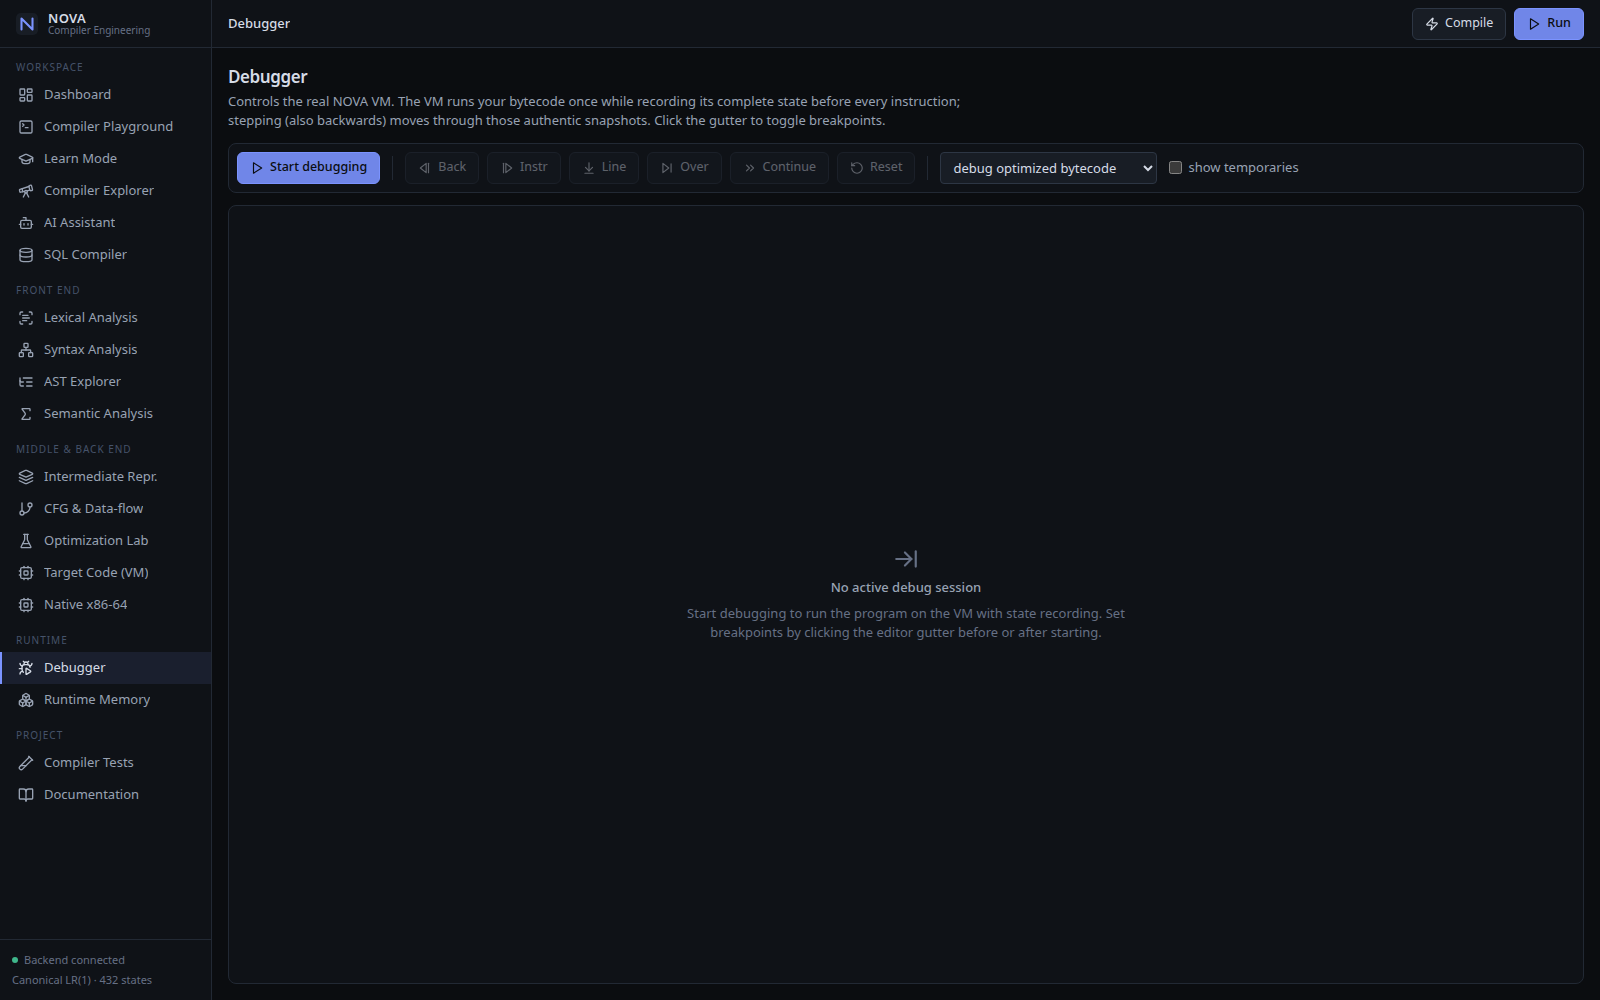 NOVA
Compiler Engineering
WORKSPACE
Dashboard
Compiler Playground
Learn Mode
Compiler Explorer
AI Assistant
SQL Compiler
FRONT END
Lexical Analysis
Syntax Analysis
AST Explorer
Semantic Analysis
MIDDLE & BACK END
Intermediate Repr.
CFG & Data-flow
Optimization Lab
Target Code (VM)
Native x86-64
RUNTIME
Debugger
Runtime Memory
PROJECT
Compiler Tests
Documentation
Backend connected
Canonical LR(1) · 432 states
Debugger
Compile
Run
Debugger
Controls the real NOVA VM. The VM runs your bytecode once while recording its complete state before every instruction;
stepping (also backwards) moves through those authentic snapshots. Click the gutter to toggle breakpoints.
Start debugging
Back
Instr
Line
Over
Continue
Reset
debug optimized bytecode
show temporaries
No active debug session
Start debugging to run the program on the VM with state recording. Set
breakpoints by clicking the editor gutter before or after starting.